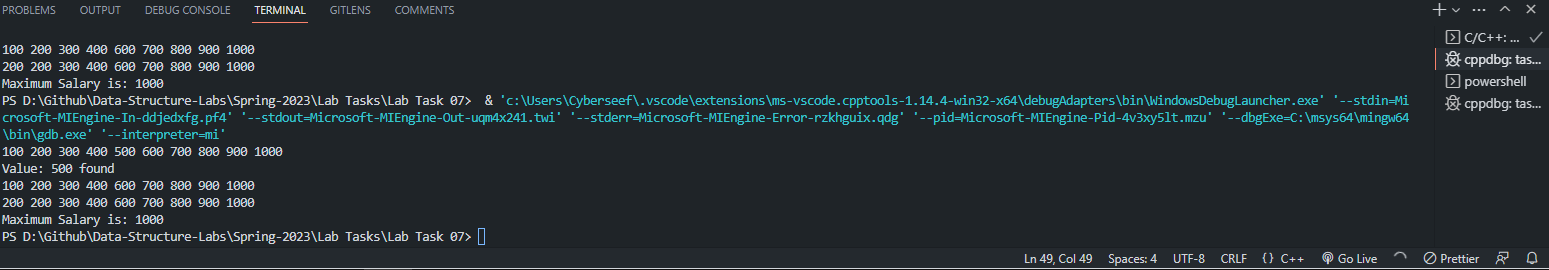 PROBLEMS OUTPUT DEBUG CONSOLE TERMINAL GITLENS COMMENTS
100 200 300 400 600 700 800 900 1000
200 200 300 400 600 700 800 900 1000
Maximum Salary is: 1000
PS D:\Github\Data-Structure-Labs\Spring-2023\Lab Tasks\Lab Task 07>  & 'c:\Users\Cyberseef\.vscode\extensions\ms-vscode.cpptools-1.14.4-win32-x64\debugAdapters\bin\WindowsDebugLauncher.exe' '--stdin=Mi
crosoft-MIEngine-In-ddjedxfg.pf4' '--stdout=Microsoft-MIEngine-Out-uqm4x241.twi' '--stderr=Microsoft-MIEngine-Error-rzkhguix.qdg' '--pid=Microsoft-MIEngine-Pid-4v3xy5lt.mzu' '--dbgExe=C:\msys64\mingw64
\bin\gdb.exe' '--interpreter=mi'
100 200 300 400 500 600 700 800 900 1000
Value: 500 found
100 200 300 400 600 700 800 900 1000
200 200 300 400 600 700 800 900 1000
Maximum Salary is: 1000
PS D:\Github\Data-Structure-Labs\Spring-2023\Lab Tasks\Lab Task 07>
C/C++: ...
cppdbg: tas...
powershell
cppdbg: tas...
Ln 49, Col 49 Spaces: 4 UTF-8 CRLF {} C++ Go Live Prettier